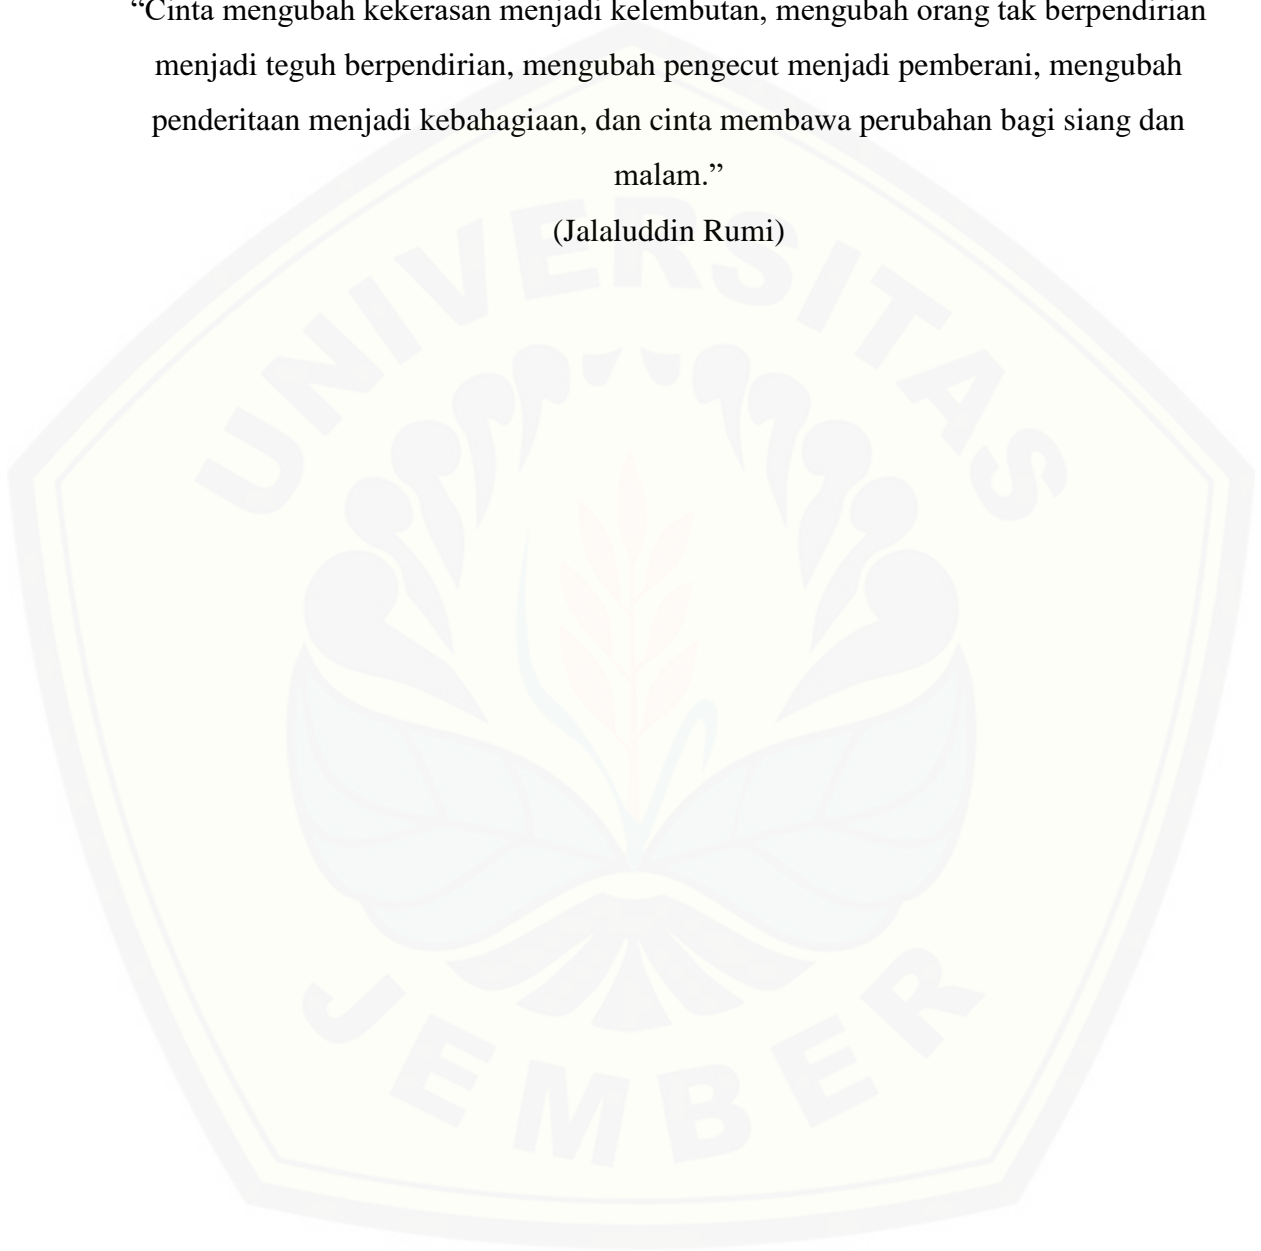 “Cinta mengubah kekerasan menjadi kelembutan, mengubah orang tak berpendirian
menjadi teguh berpendirian, mengubah pengecut menjadi pemberani, mengubah
penderitaan menjadi kebahagiaan, dan cinta membawa perubahan bagi siang dan
malam.”
(Jalaluddin Rumi)
UNIVERSITAS
JEMBER